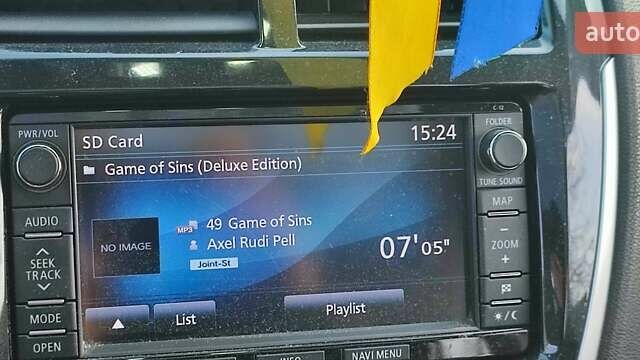 auto
C-12
PWR/VOL
FOLDER
SD Card
15:24
Game of Sins (Deluxe Edition)
TUNE SOUND
AUDIO
MAP
SEEK
TRACK
NO IMAGE
MP3
49 Game of Sins
Axel Rudi Pell
Joint-St
07' 05"
−
ZOOM
+
MODE
List
Playlist
OPEN
INFO
NAVI MENU